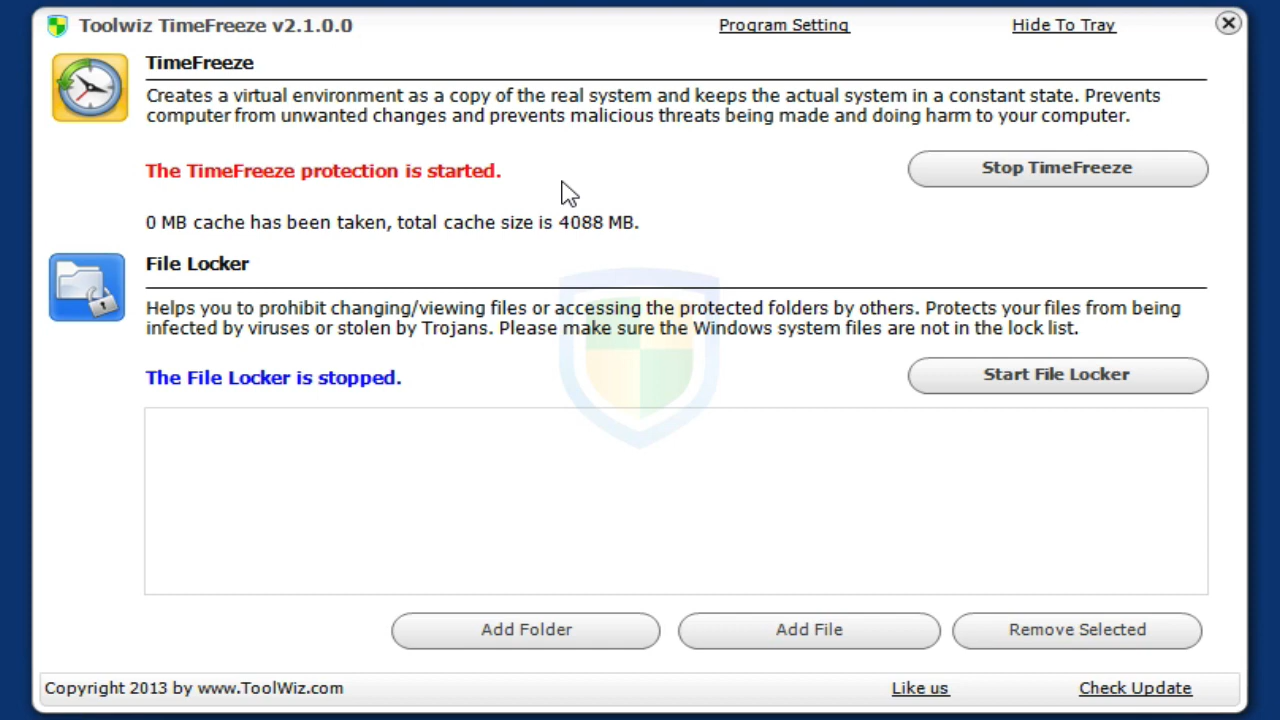 Toolwiz TimeFreeze v2.1.0.0
Program Setting
Hide To Tray
TimeFreeze
Creates a virtual environment as a copy of the real system and keeps the actual system in a constant state. Prevents
computer from unwanted changes and prevents malicious threats being made and doing harm to your computer.
The TimeFreeze protection is started.
Stop TimeFreeze
0 MB cache has been taken, total cache size is 4088 MB.
File Locker
Helps you to prohibit changing/viewing files or accessing the protected folders by others. Protects your files from being
infected by viruses or stolen by Trojans. Please make sure the Windows system files are not in the lock list.
The File Locker is stopped.
Start File Locker
Add Folder
Add File
Remove Selected
Copyright 2013 by www.ToolWiz.com
Like us
Check Update